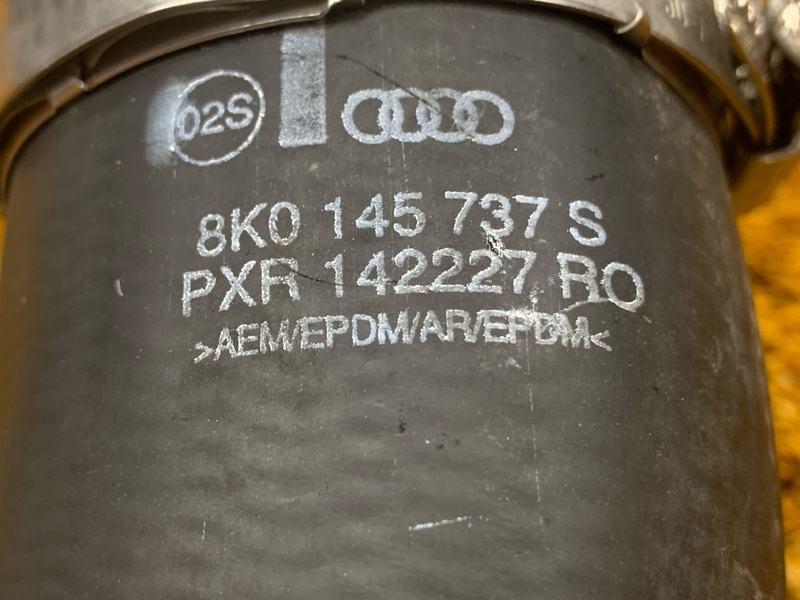 02S
8K0 145 737 S
PXR 142227 RO
>AEM/EPDM/AR/EPDM<